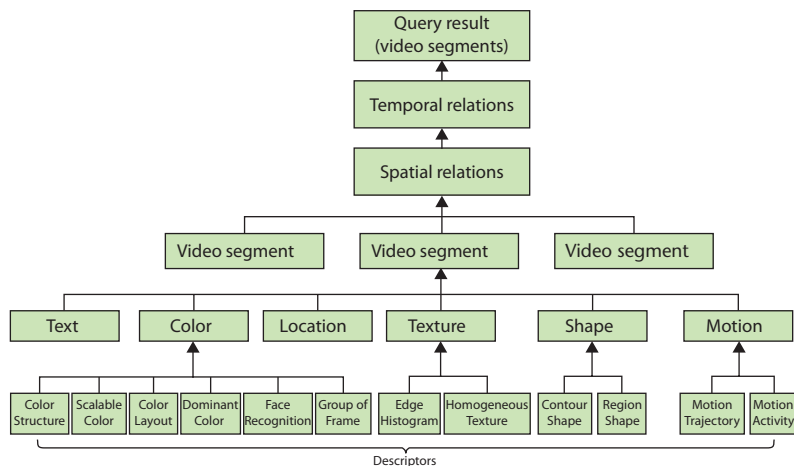 Query result
(video segments)
Temporal relations
Spatial relations
Video segment
Video segment
Video segment
Text
Color
Location
Texture
Shape
Motion
Color
Structure
Scalable
Color
Color
Layout
Dominant
Color
Face
Recognition
Group of
Frame
Edge
Histogram
Homogeneous
Texture
Contour
Shape
Region
Shape
Motion
Trajectory
Motion
Activity
Descriptors